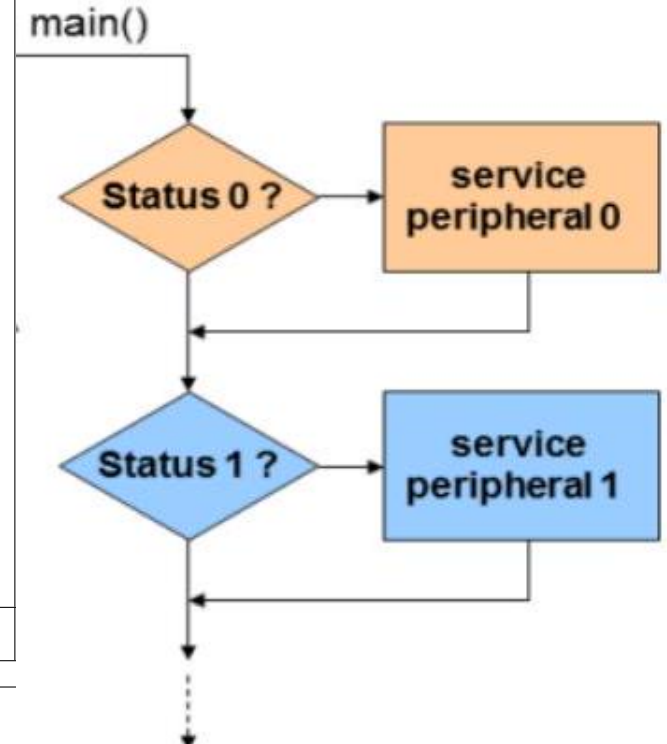 main()
Status 0 ?
service
peripheral 0
Status 1 ?
service
peripheral 1